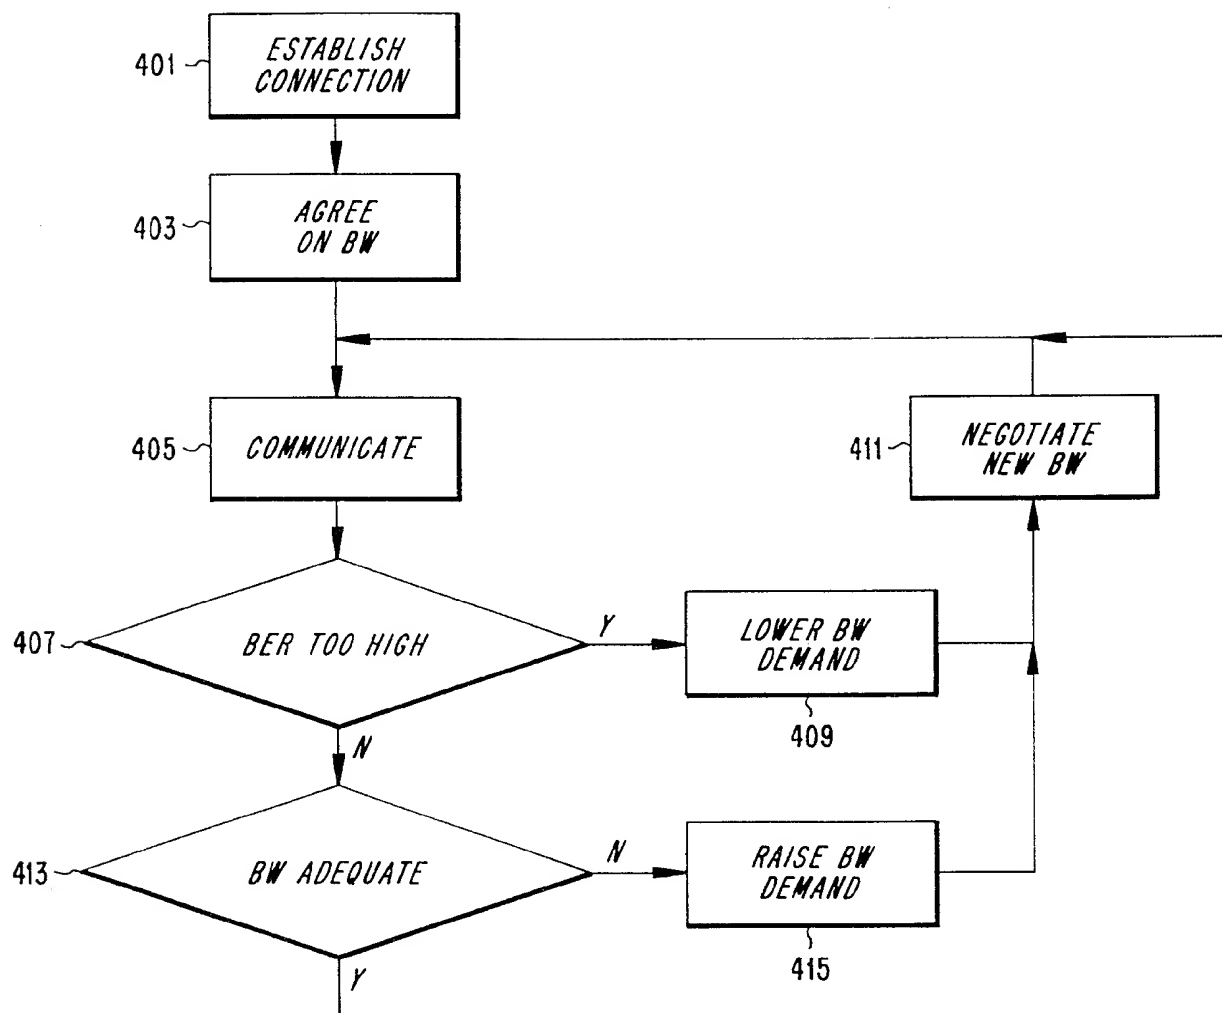 ESTABLISH
CONNECTION
401
AGREE
ON BW
403
COMMUNICATE
405
NEGOTIATE
NEW BW
411
BER TOO HIGH
407
Y
LOWER BW
DEMAND
409
N
BW ADEQUATE
413
N
RAISE BW
DEMAND
415
Y